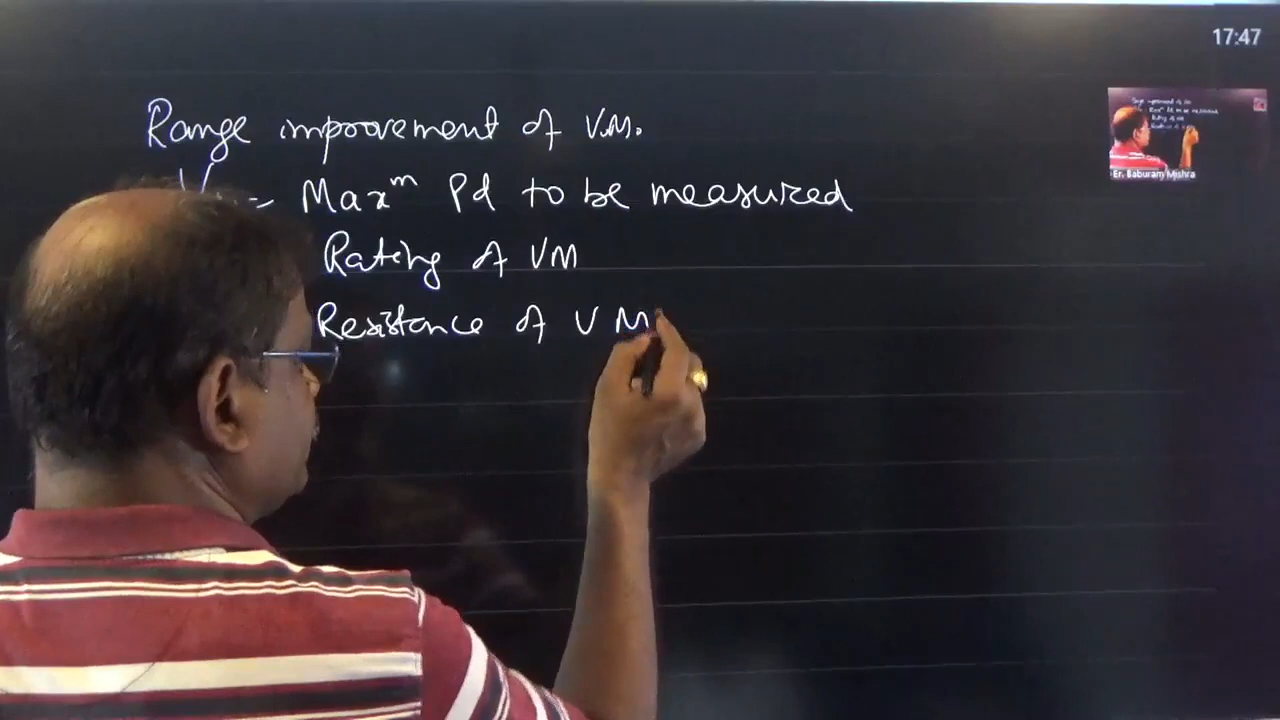 17:47
Range improvement of V.M.
V = Maxᵐ Pd to be measured
Rating of VM
Resistance of VM
Er. Baburam Mishra